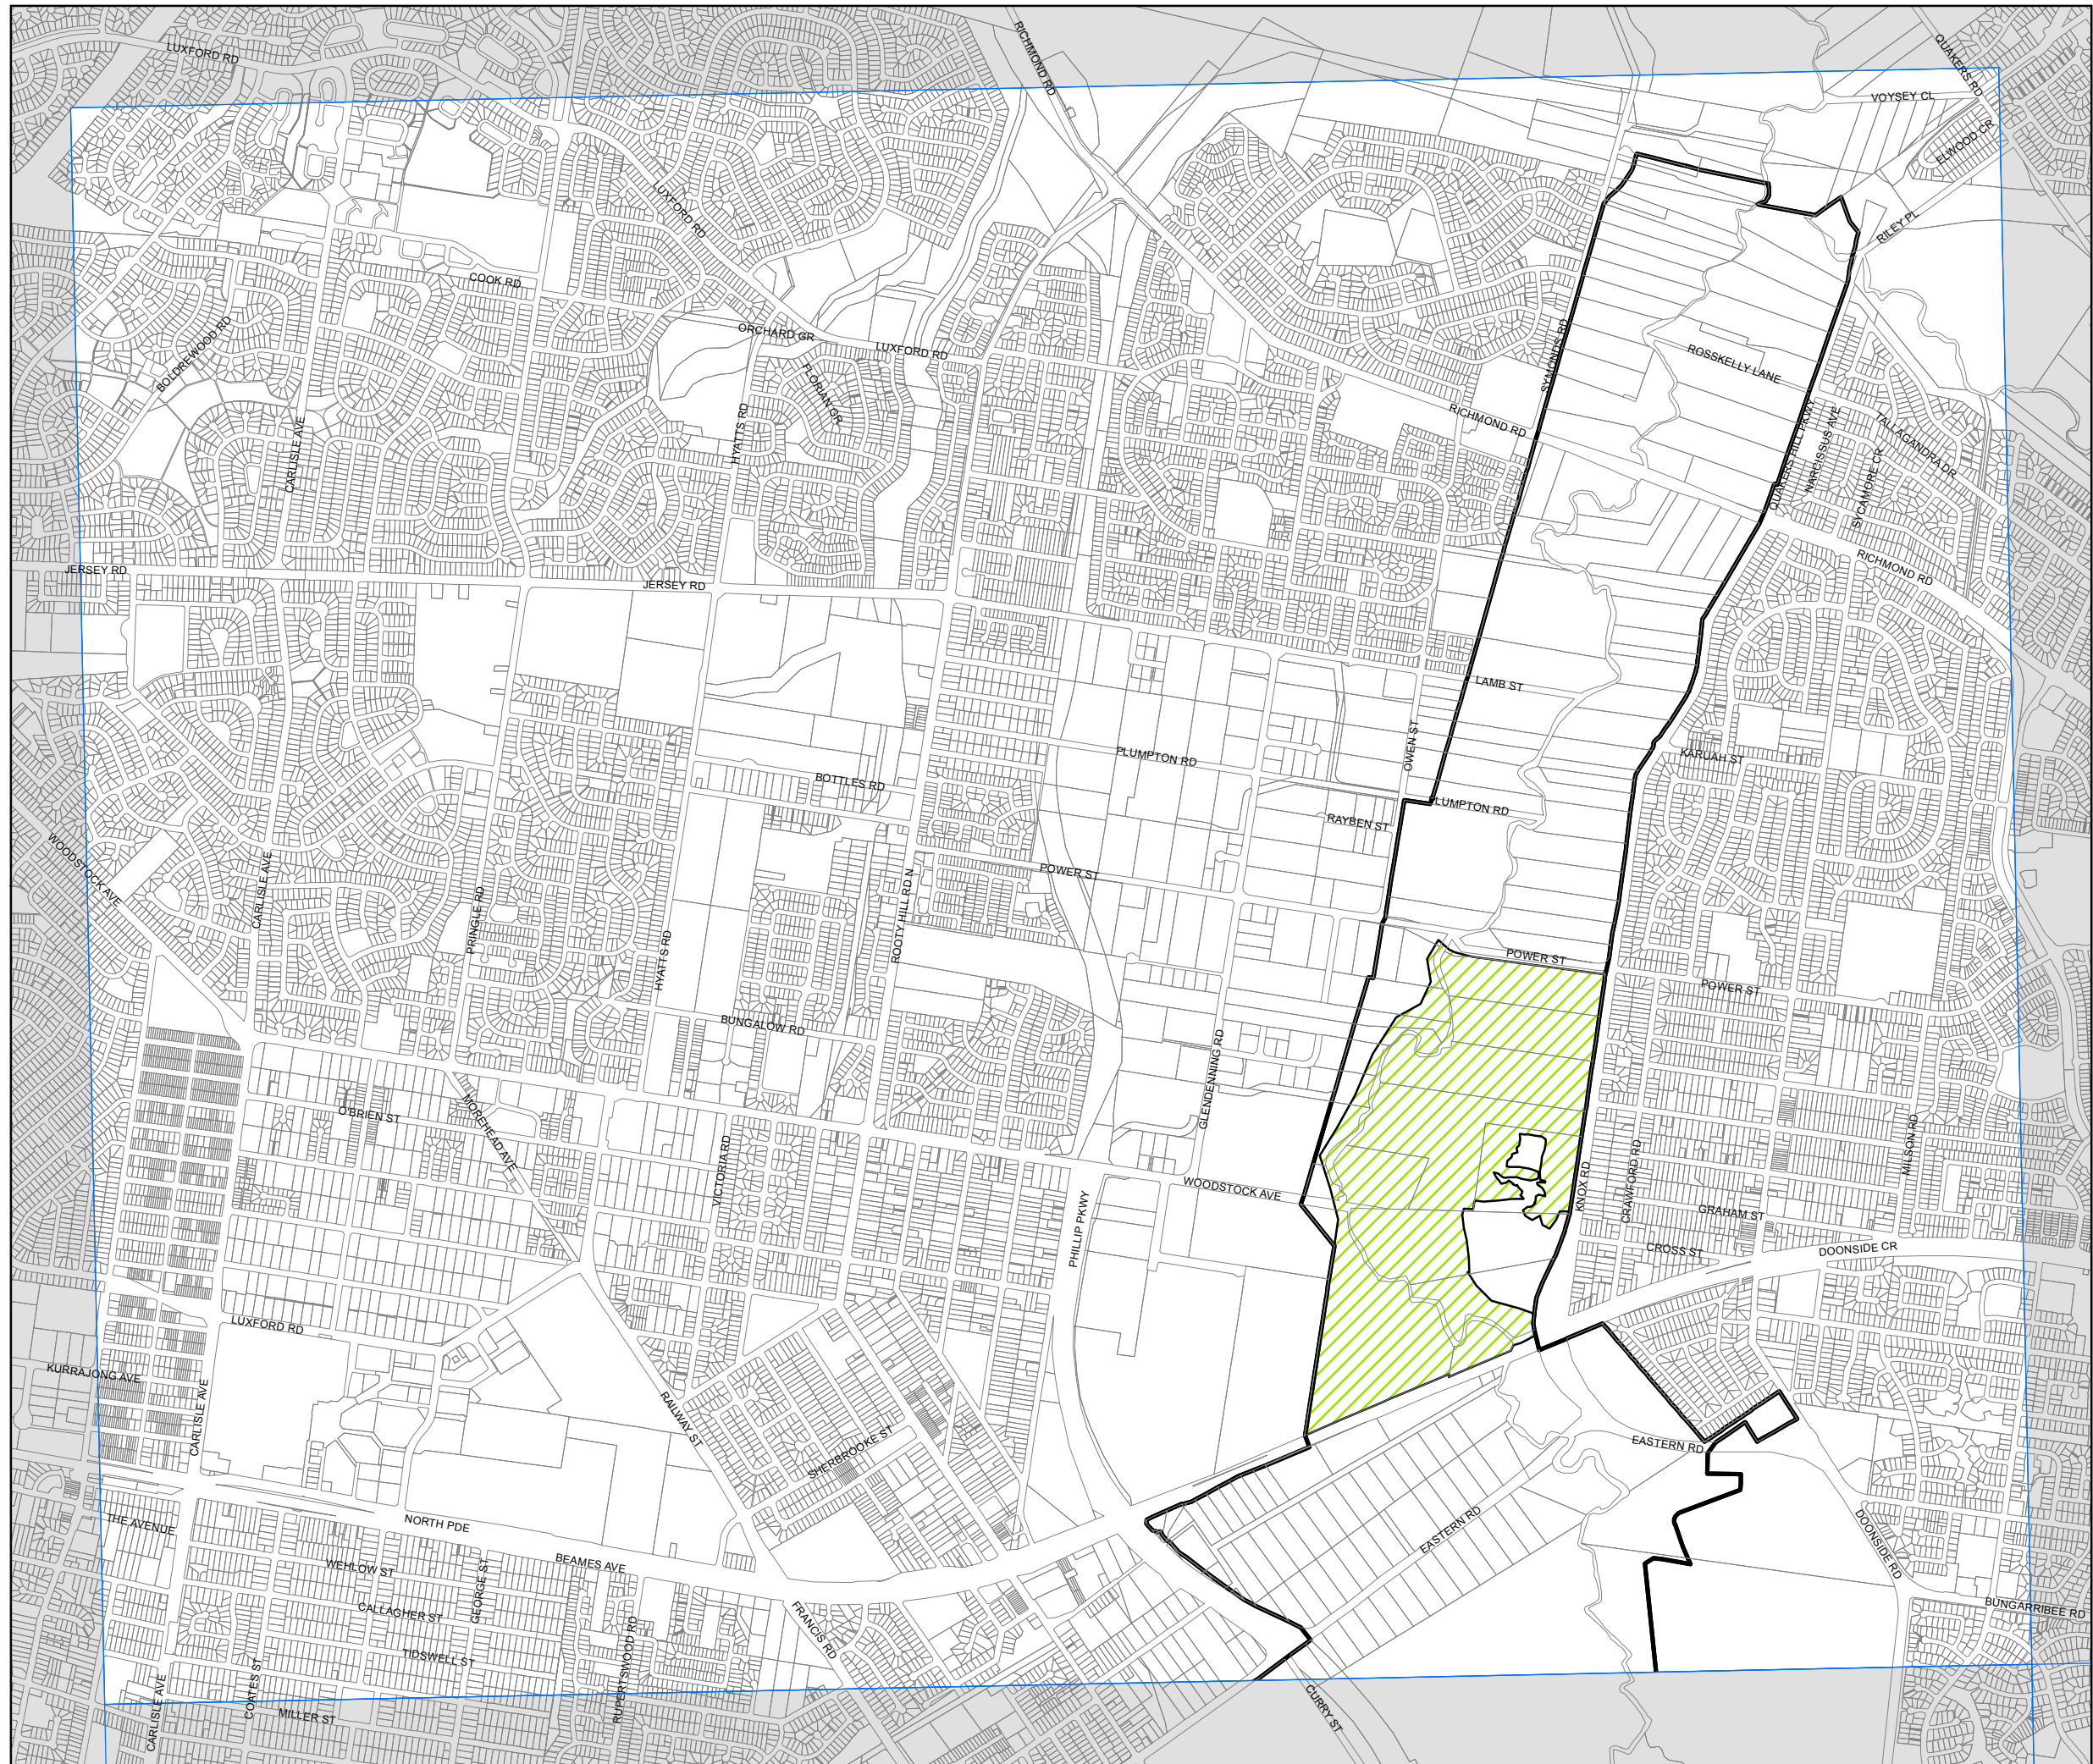 LUXFORD RD
RICHMOND RD
QUAKERS RD
VOYSEY CL
ELWOOD CR
LUXFORD RD
RILEY PL
COOK RD
ORCHARD GR
LUXFORD RD
BOLDREWOOD RD
SYMONDS RD
ROSSKELLY LANE
FLORIAN GR
HYATTS RD
CARLISLE AVE
RICHMOND RD
QUAKERS HILL PKWY
NARCISSUS AVE
TALLAGANDRA DR
SYCAMORE CR
JERSEY RD
JERSEY RD
RICHMOND RD
LAMB ST
OWEN ST
PLUMPTON RD
KARUAH ST
BOTTLES RD
PLUMPTON RD
RAYBEN ST
WOODSTOCK AVE
CARLISLE AVE
POWER ST
PRINGLE RD
ROOTY HILL RD N
HYATTS RD
POWER ST
POWER ST
BUNGALOW RD
GLENDENNING RD
O'BRIEN ST
MOREHEAD AVE
VICTORIA RD
MILSON RD
KNOX RD
CRAWFORD RD
WOODSTOCK AVE
GRAHAM ST
PHILLIP PKWY
CROSS ST
DOONSIDE CR
LUXFORD RD
KURRAJONG AVE
CARLISLE AVE
RAILWAY ST
SHERBROOKE ST
EASTERN RD
THE AVENUE
NORTH PDE
EASTERN RD
DOONSIDE RD
BEAMES AVE
WEHLOW ST
GEORGE ST
CALLAGHER ST
FRANCIS RD
BUNGARRIBEE RD
TIDSWELL ST
RUPERTSWOOD RD
COATES ST
CARLISLE AVE
MILLER ST
CURRY ST